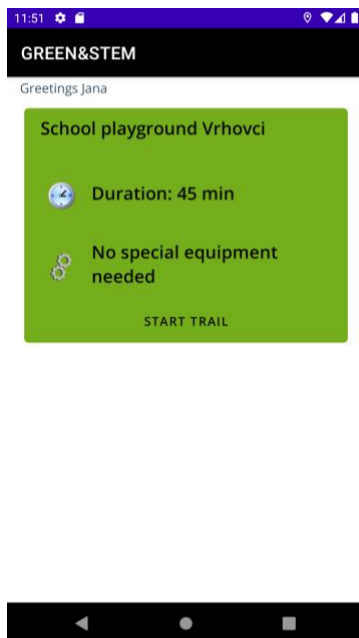 11:51
GREEN&STEM
Greetings Jana
School playground Vrhovci
Duration: 45 min
No special equipment
needed
START TRAIL